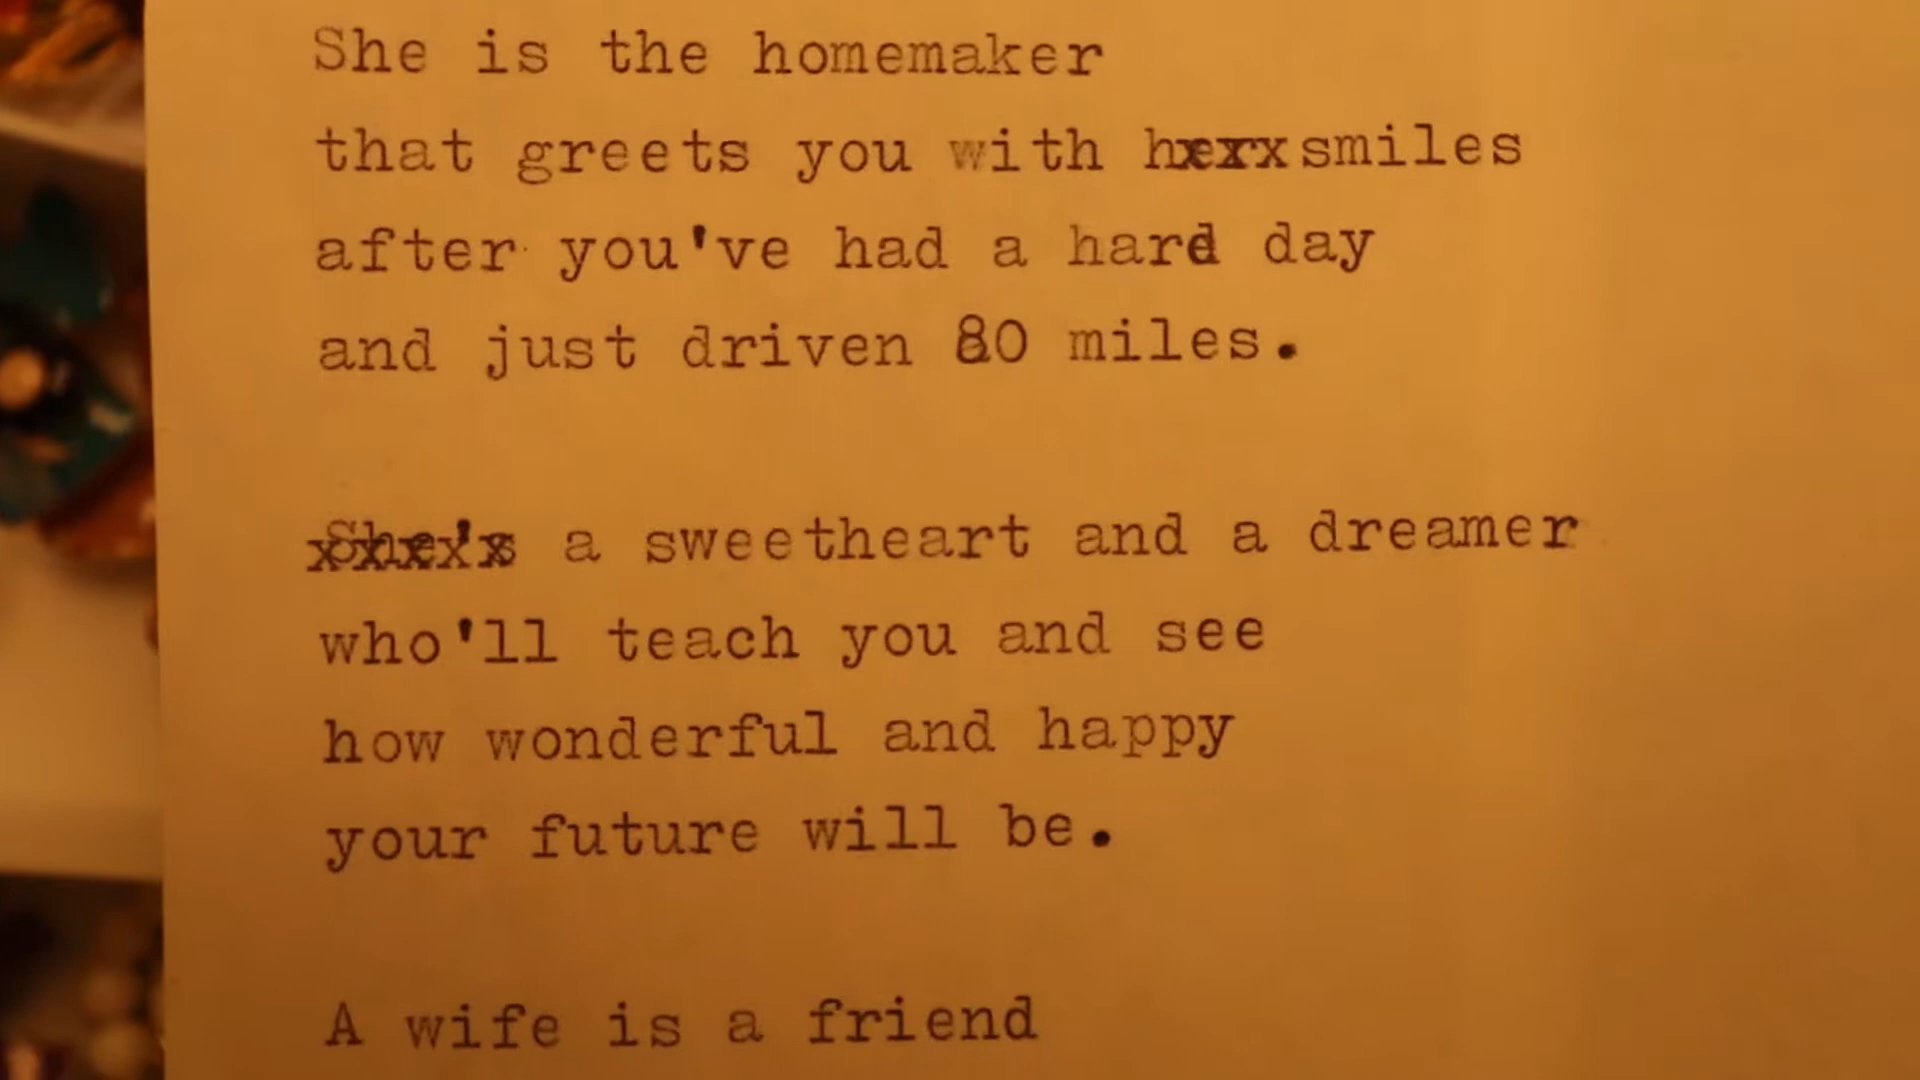 She is the homemaker
that greets you with smiles
after you've had a hard day
and just driven 80 miles.
She's a sweetheart and a dreamer
who'll teach you and see
how wonderful and happy
your future will be.
A wife is a friend